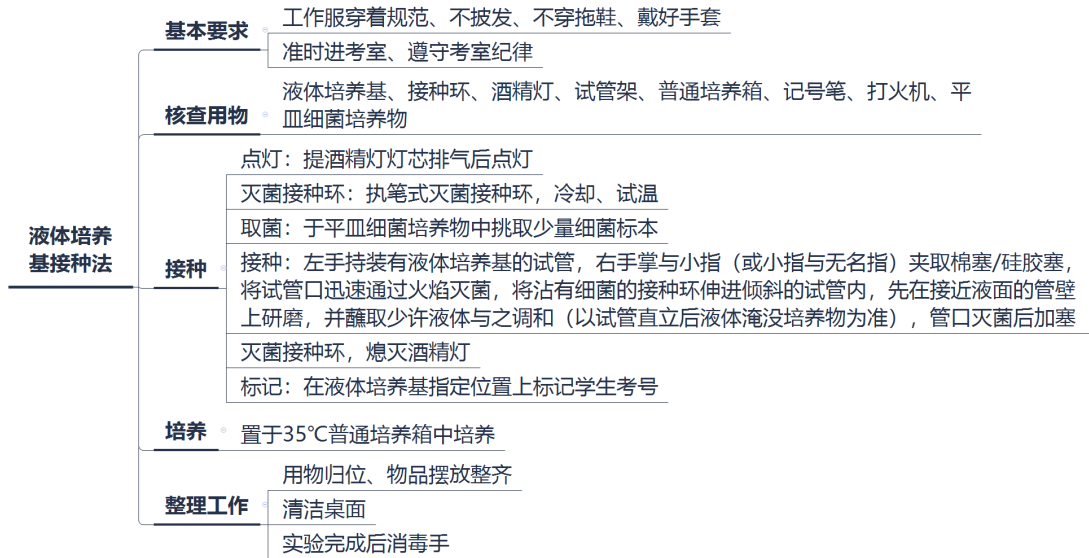 液体培养
基接种法
基本要求
工作服穿着规范、不披发、不穿拖鞋、戴好手套
准时进考室、遵守考室纪律
核查用物
液体培养基、接种环、酒精灯、试管架、普通培养箱、记号笔、打火机、平
皿细菌培养物
接种
点灯：提酒精灯灯芯排气后点灯
灭菌接种环：执笔式灭菌接种环，冷却、试温
取菌：于平皿细菌培养物中挑取少量细菌标本
接种：左手持装有液体培养基的试管，右手掌与小指（或小指与无名指）夹取棉塞/硅胶塞，
将试管口迅速通过火焰灭菌，将沾有细菌的接种环伸进倾斜的试管内，先在接近液面的管壁
上研磨，并蘸取少许液体与之调和（以试管直立后液体淹没培养物为准），管口灭菌后加塞
灭菌接种环，熄灭酒精灯
标记：在液体培养基指定位置上标记学生考号
培养
置于35℃普通培养箱中培养
整理工作
用物归位、物品摆放整齐
清洁桌面
实验完成后消毒手